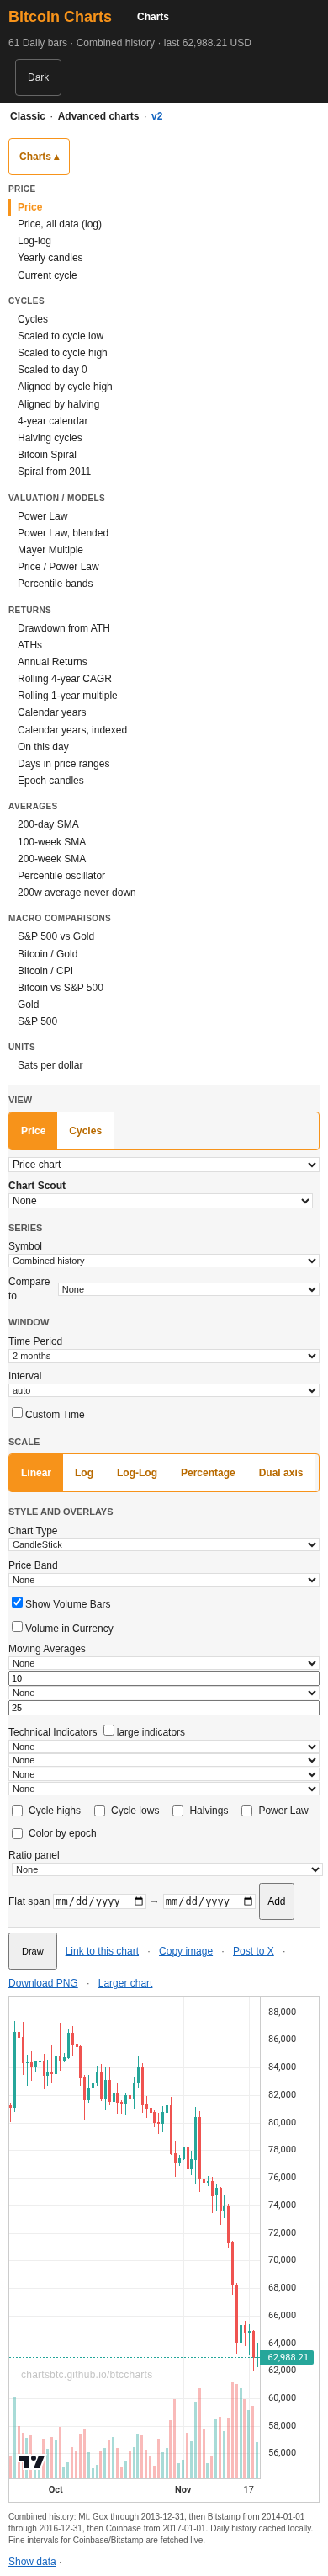 Bitcoin Charts Charts
61 Daily bars · Combined history · last 62,988.21 USD
Dark
Classic · Advanced charts · v2
Charts ▴
PRICE
Price
Price, all data (log)
Log-log
Yearly candles
Current cycle
CYCLES
Cycles
Scaled to cycle low
Scaled to cycle high
Scaled to day 0
Aligned by cycle high
Aligned by halving
4-year calendar
Halving cycles
Bitcoin Spiral
Spiral from 2011
VALUATION / MODELS
Power Law
Power Law, blended
Mayer Multiple
Price / Power Law
Percentile bands
RETURNS
Drawdown from ATH
ATHs
Annual Returns
Rolling 4-year CAGR
Rolling 1-year multiple
Calendar years
Calendar years, indexed
On this day
Days in price ranges
Epoch candles
AVERAGES
200-day SMA
100-week SMA
200-week SMA
Percentile oscillator
200w average never down
MACRO COMPARISONS
S&P 500 vs Gold
Bitcoin / Gold
Bitcoin / CPI
Bitcoin vs S&P 500
Gold
S&P 500
UNITS
Sats per dollar
VIEW
Price Cycles
Price chart
Chart Scout
None
SERIES
Symbol
Combined history
Compare to None
WINDOW
Time Period
2 months
Interval
auto
Custom Time
SCALE
Linear Log Log-Log Percentage Dual axis
STYLE AND OVERLAYS
Chart Type
CandleStick
Price Band
None
Show Volume Bars
Volume in Currency
Moving Averages
None
10
None
25
Technical Indicators large indicators
None
None
None
None
Cycle highs Cycle lows Halvings Power Law
Color by epoch
Ratio panel
None
Flat span mm/dd/yyyy → mm/dd/yyyy Add
Draw Link to this chart · Copy image · Post to X ·
Download PNG · Larger chart
88,000
86,000
84,000
82,000
80,000
78,000
76,000
74,000
72,000
70,000
68,000
66,000
64,000
62,988.21
62,000
chartsbtc.github.io/btccharts
60,000
58,000
56,000
Oct Nov 17
Combined history: Mt. Gox through 2013-12-31, then Bitstamp from 2014-01-01
through 2016-12-31, then Coinbase from 2017-01-01. Daily history cached locally.
Fine intervals for Coinbase/Bitstamp are fetched live.
Show data ·